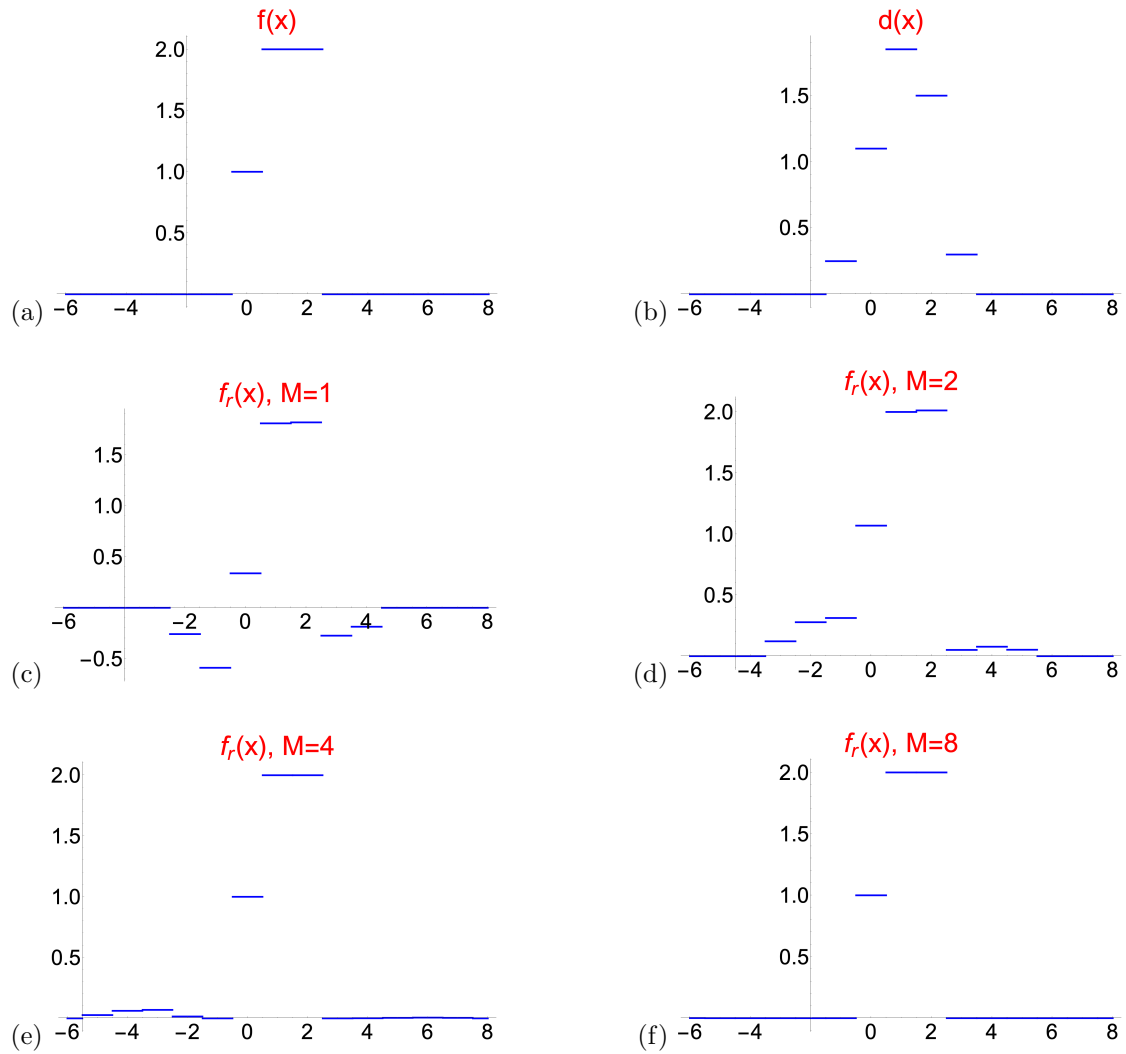 f(x)
2.0
1.5
1.0
0.5
(a) −6 −4 0 2 4 6 8
d(x)
1.5
1.0
0.5
(b) −6 −4 0 2 4 6 8
fr(x), M=1
1.5
1.0
0.5
−6 −2 0 2 4 6 8
−0.5
(c)
fr(x), M=2
2.0
1.5
1.0
0.5
(d) −6 −4 −2 0 2 4 6 8
fr(x), M=4
2.0
1.5
1.0
0.5
(e) −6 −4 −2 0 2 4 6 8
fr(x), M=8
2.0
1.5
1.0
0.5
(f) −6 −4 0 2 4 6 8